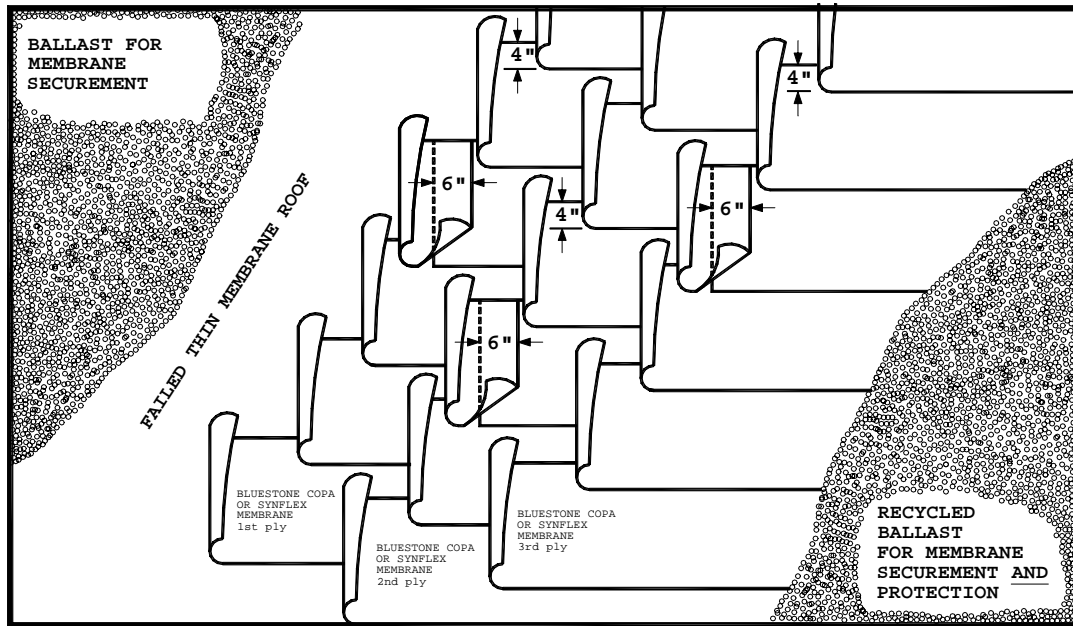 BALLAST FOR
MEMBRANE
SECUREMENT
4"
4"
6"
6"
4"
FAILED THIN MEMBRANE ROOF
6"
BLUESTONE COPA
OR SYNFLEX
MEMBRANE
1st ply
BLUESTONE COPA
OR SYNFLEX
MEMBRANE
2nd ply
BLUESTONE COPA
OR SYNFLEX
MEMBRANE
3rd ply
RECYCLED
BALLAST
FOR MEMBRANE
SECUREMENT AND
PROTECTION